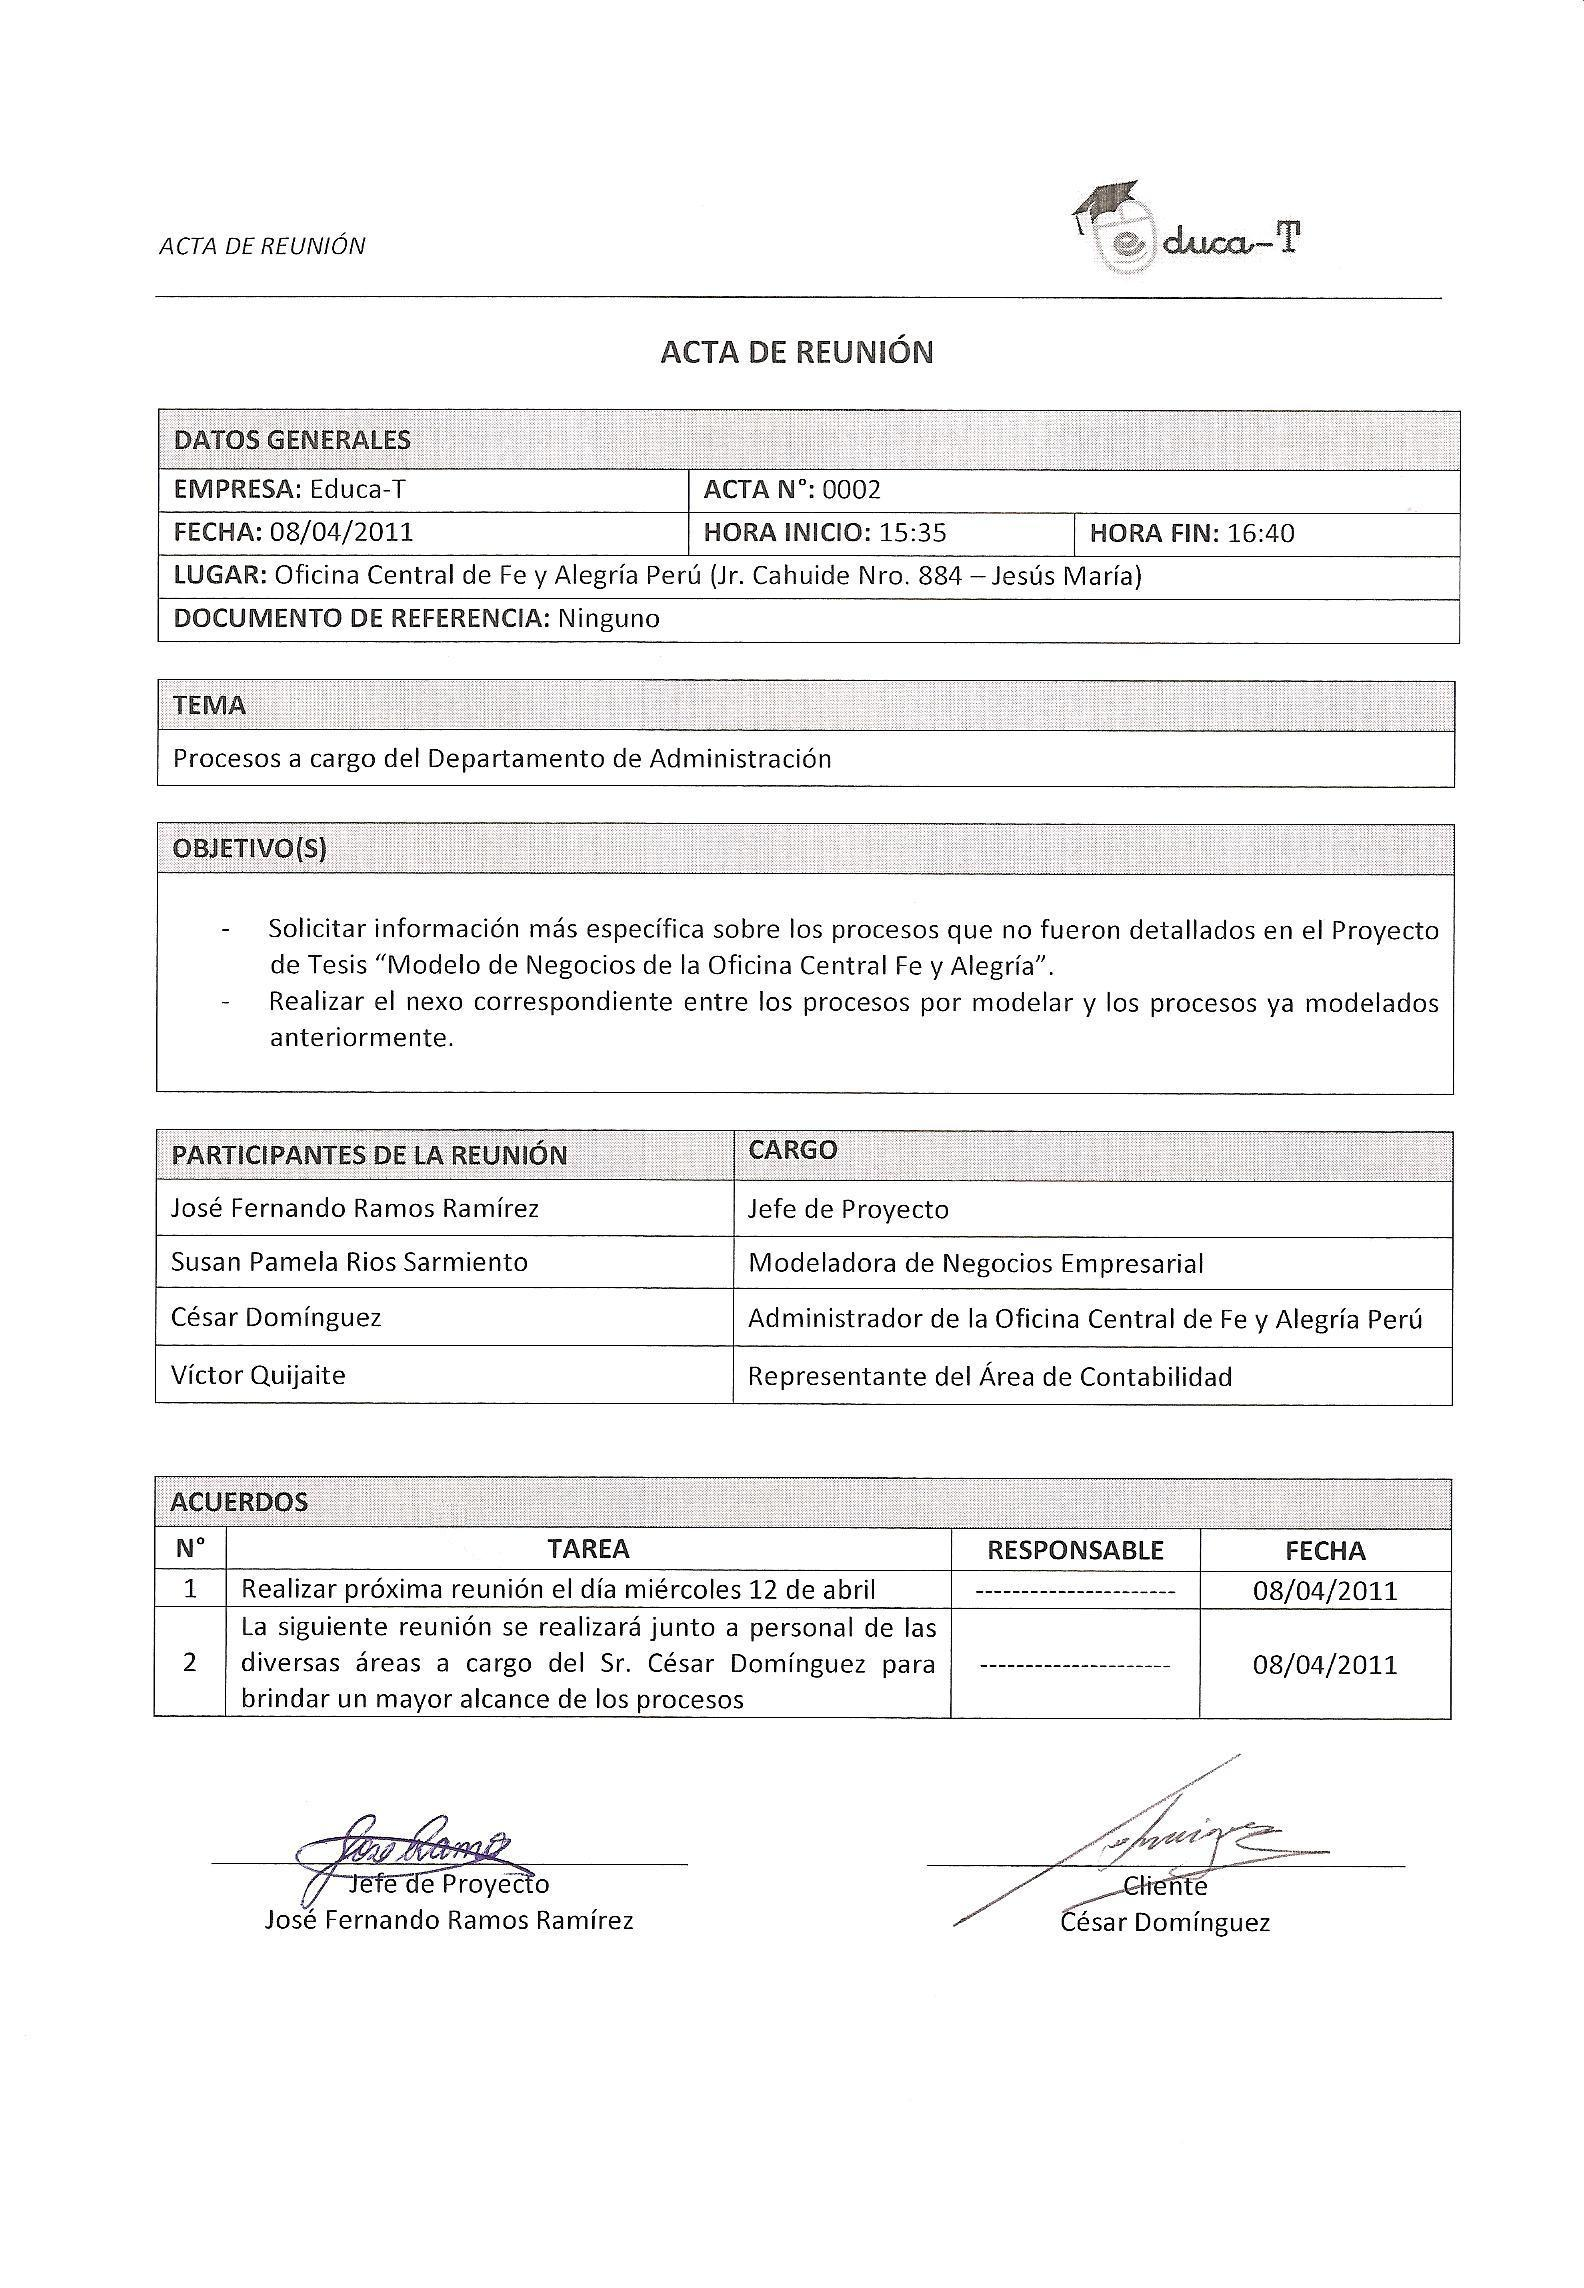 ACTA DE REUNIÓN
educa-T
ACTA DE REUNIÓN
DATOS GENERALES
EMPRESA: Educa-T ACTA N°: 0002
FECHA: 08/04/2011 HORA INICIO: 15:35 HORA FIN: 16:40
LUGAR: Oficina Central de Fe y Alegría Perú (Jr. Cahuide Nro. 884 – Jesús María)
DOCUMENTO DE REFERENCIA: Ninguno
TEMA
Procesos a cargo del Departamento de Administración
OBJETIVO(S)
- Solicitar información más específica sobre los procesos que no fueron detallados en el Proyecto
de Tesis “Modelo de Negocios de la Oficina Central Fe y Alegría”.
- Realizar el nexo correspondiente entre los procesos por modelar y los procesos ya modelados
anteriormente.
PARTICIPANTES DE LA REUNIÓN CARGO
José Fernando Ramos Ramírez Jefe de Proyecto
Susan Pamela Rios Sarmiento Modeladora de Negocios Empresarial
César Domínguez Administrador de la Oficina Central de Fe y Alegría Perú
Víctor Quijaite Representante del Área de Contabilidad
ACUERDOS
N° TAREA RESPONSABLE FECHA
1 Realizar próxima reunión el día miércoles 12 de abril ---------------------- 08/04/2011
La siguiente reunión se realizará junto a personal de las
2 diversas áreas a cargo del Sr. César Domínguez para --------------------- 08/04/2011
brindar un mayor alcance de los procesos
Jose Ramos
Jefe de Proyecto Cliente
José Fernando Ramos Ramírez César Domínguez